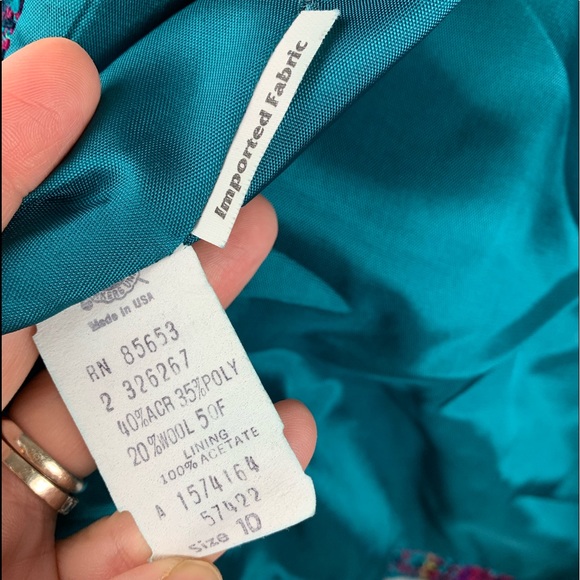 Imported Fabric
Made in USA
RN 85653
2 326267
40%ACR 35%POLY
20%WOOL 5OF
LINING
100% ACETATE
A 1574164
57422
Size 10